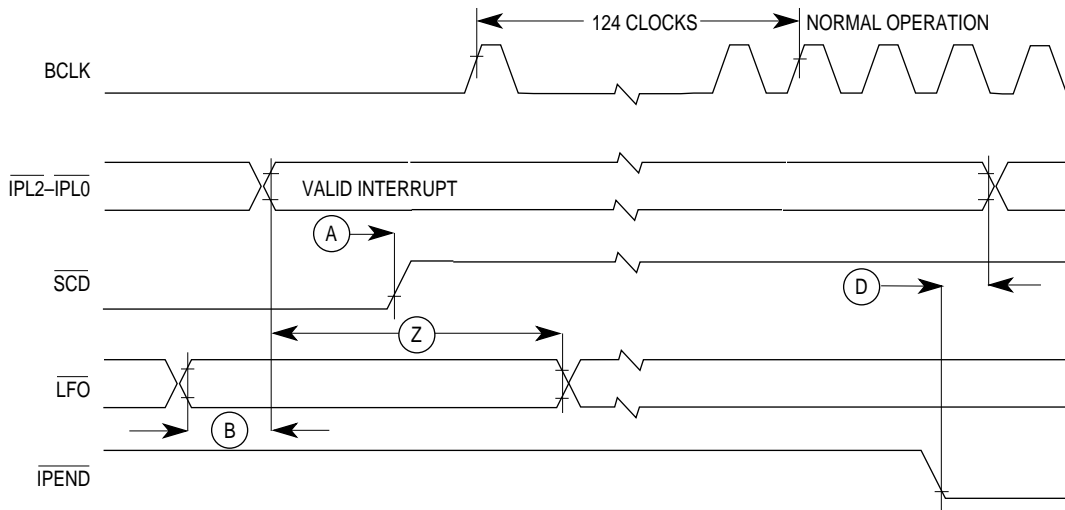 124 CLOCKS NORMAL OPERATION
BCLK
IPL2–IPL0
VALID INTERRUPT
A
SCD
D
Z
LFO
B
IPEND